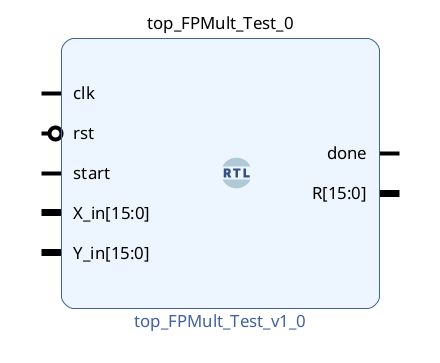 top_FPMult_Test_0
clk
rst
start
X_in[15:0]
Y_in[15:0]
done
R[15:0]
RTL
top_FPMult_Test_v1_0